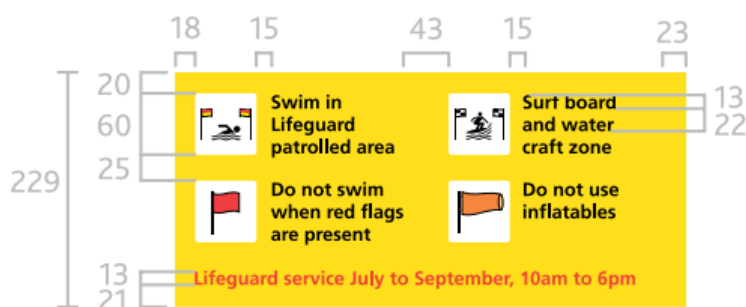 18 15 43 15 23
20
60
25
229
13
21
13
22
Swim in
Lifeguard
patrolled area
Surf board
and water
craft zone
Do not swim
when red flags
are present
Do not use
inflatables
Lifeguard service July to September, 10am to 6pm